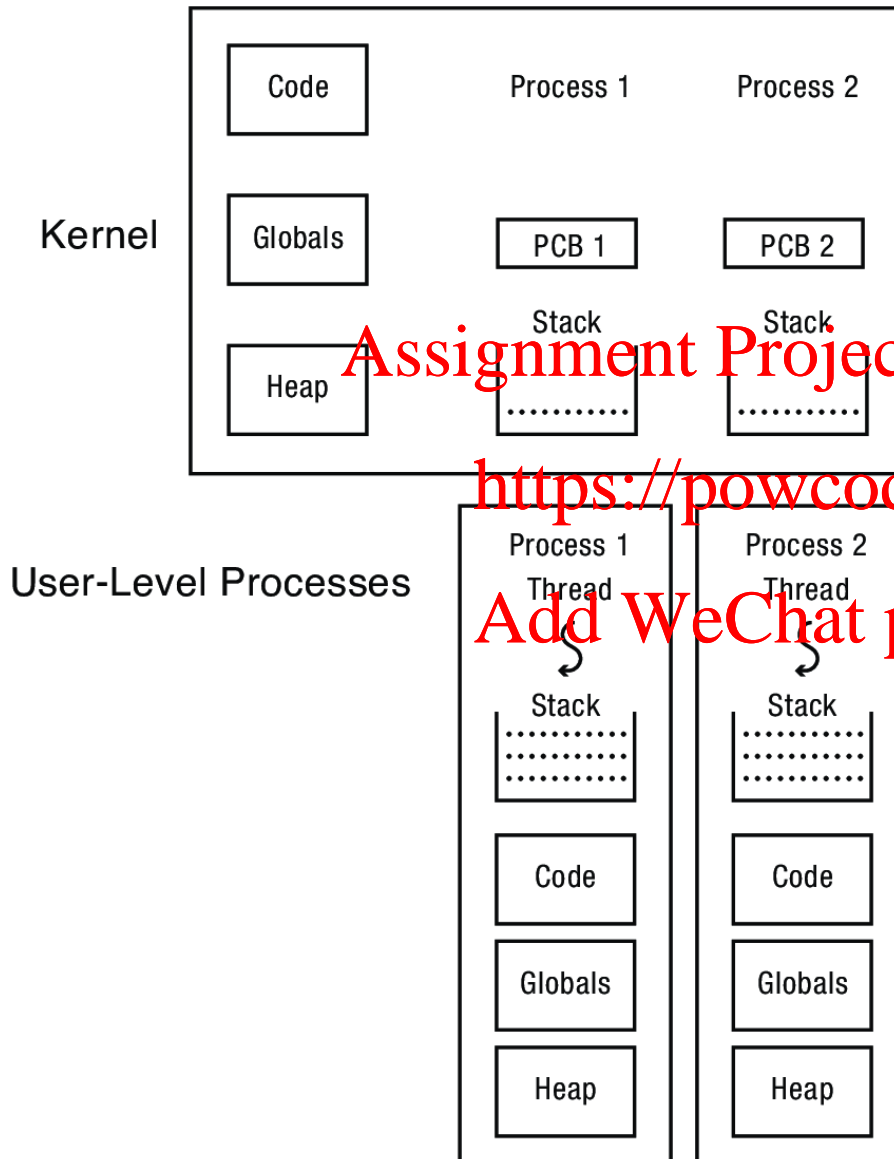 Code Process 1 Process 2
Kernel Globals PCB 1 PCB 2
Stack Stack
Heap
Assignment Projec
https://powcod
Process 1 Process 2
User-Level Processes
Thread Thread
Add WeChat p
Stack Stack
Code Code
Globals Globals
Heap Heap